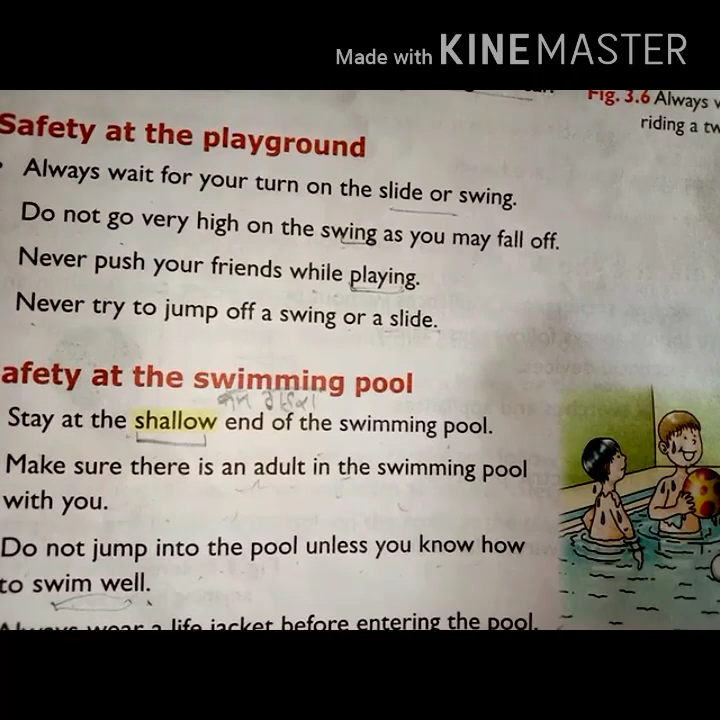 Made with KINEMASTER
Fig. 3.6 Always
riding a tw
Safety at the playground
Always wait for your turn on the slide or swing.
Do not go very high on the swing as you may fall off.
Never push your friends while playing.
Never try to jump off a swing or a slide.
afety at the swimming pool
Stay at the shallow end of the swimming pool.
Make sure there is an adult in the swimming pool
with you.
Do not jump into the pool unless you know how
to swim well.
Always wear a life jacket before entering the pool.